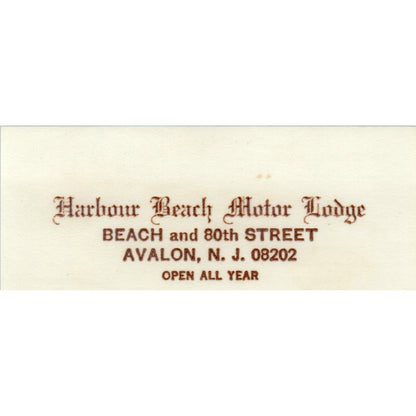 Harbour Beach Motor Lodge
BEACH and 80th STREET
AVALON, N. J. 08202
OPEN ALL YEAR